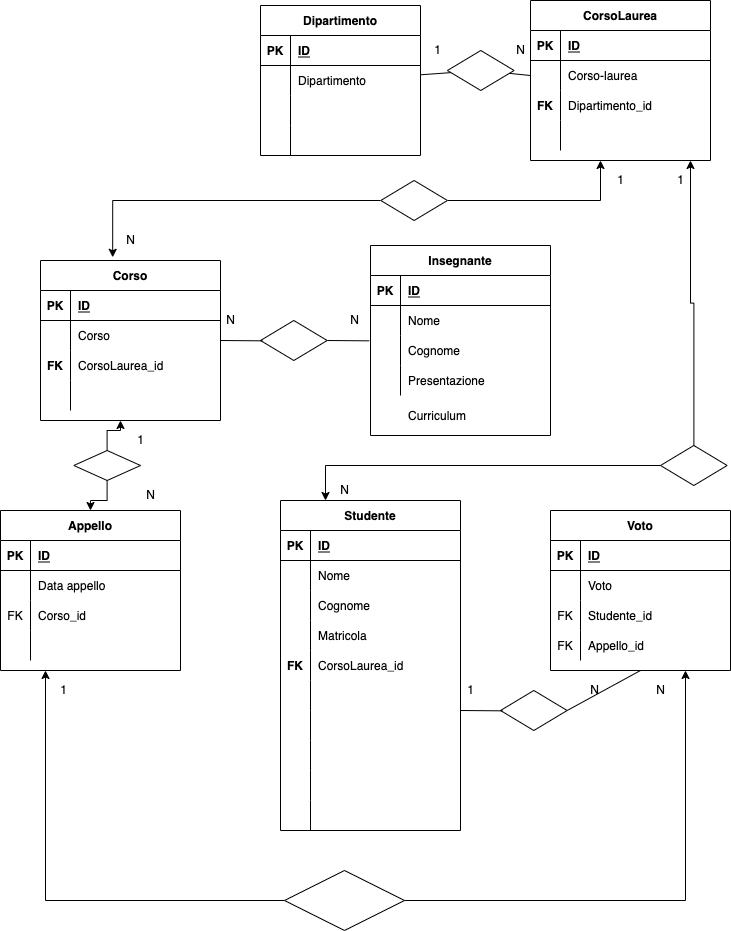 Dipartimento
PK ID
Dipartimento
1
N
CorsoLaurea
PK ID
Corso-laurea
FK Dipartimento_id
1
1
N
Corso
PK ID
Corso
FK CorsoLaurea_id
N
N
Insegnante
PK ID
Nome
Cognome
Presentazione
Curriculum
1
N
Appello
PK ID
Data appello
FK Corso_id
1
N
Studente
PK ID
Nome
Cognome
Matricola
FK CorsoLaurea_id
1
N
Voto
PK ID
Voto
FK Studente_id
FK Appello_id
N